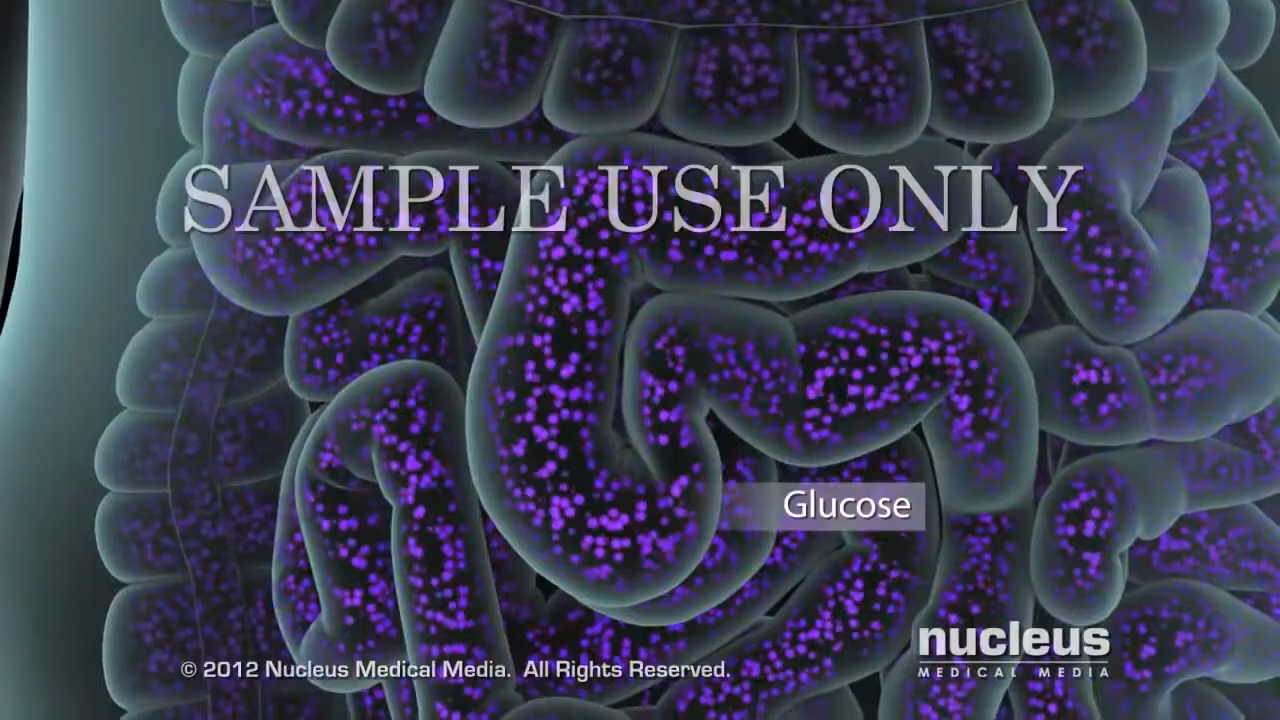 SAMPLE USE ONLY
Glucose
nucleus
MEDICAL MEDIA
© 2012 Nucleus Medical Media. All Rights Reserved.